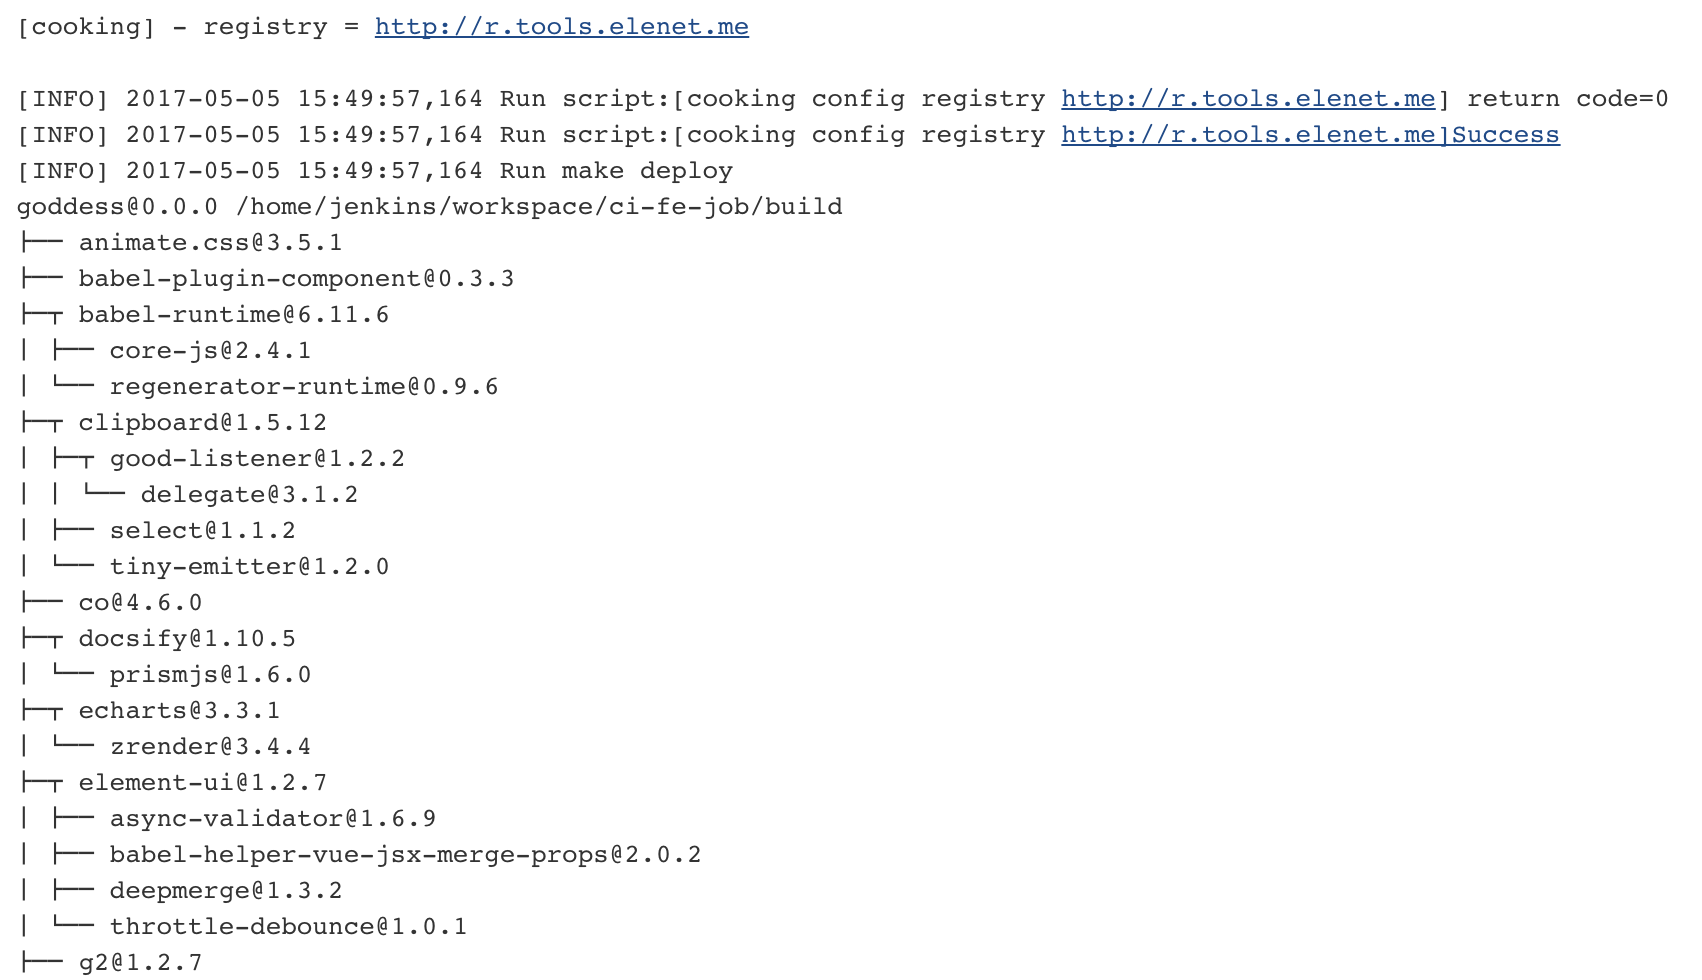 [cooking] - registry = http://r.tools.elenet.me

[INFO] 2017-05-05 15:49:57,164 Run script:[cooking config registry http://r.tools.elenet.me] return code=0
[INFO] 2017-05-05 15:49:57,164 Run script:[cooking config registry http://r.tools.elenet.me]Success
[INFO] 2017-05-05 15:49:57,164 Run make deploy
goddess@0.0.0 /home/jenkins/workspace/ci-fe-job/build
├── animate.css@3.5.1
├── babel-plugin-component@0.3.3
├─┬ babel-runtime@6.11.6
│ ├── core-js@2.4.1
│ └── regenerator-runtime@0.9.6
├─┬ clipboard@1.5.12
│ ├─┬ good-listener@1.2.2
│ │ └── delegate@3.1.2
│ ├── select@1.1.2
│ └── tiny-emitter@1.2.0
├── co@4.6.0
├─┬ docsify@1.10.5
│ └── prismjs@1.6.0
├─┬ echarts@3.3.1
│ └── zrender@3.4.4
├─┬ element-ui@1.2.7
│ ├── async-validator@1.6.9
│ ├── babel-helper-vue-jsx-merge-props@2.0.2
│ ├── deepmerge@1.3.2
│ └── throttle-debounce@1.0.1
├── g2@1.2.7